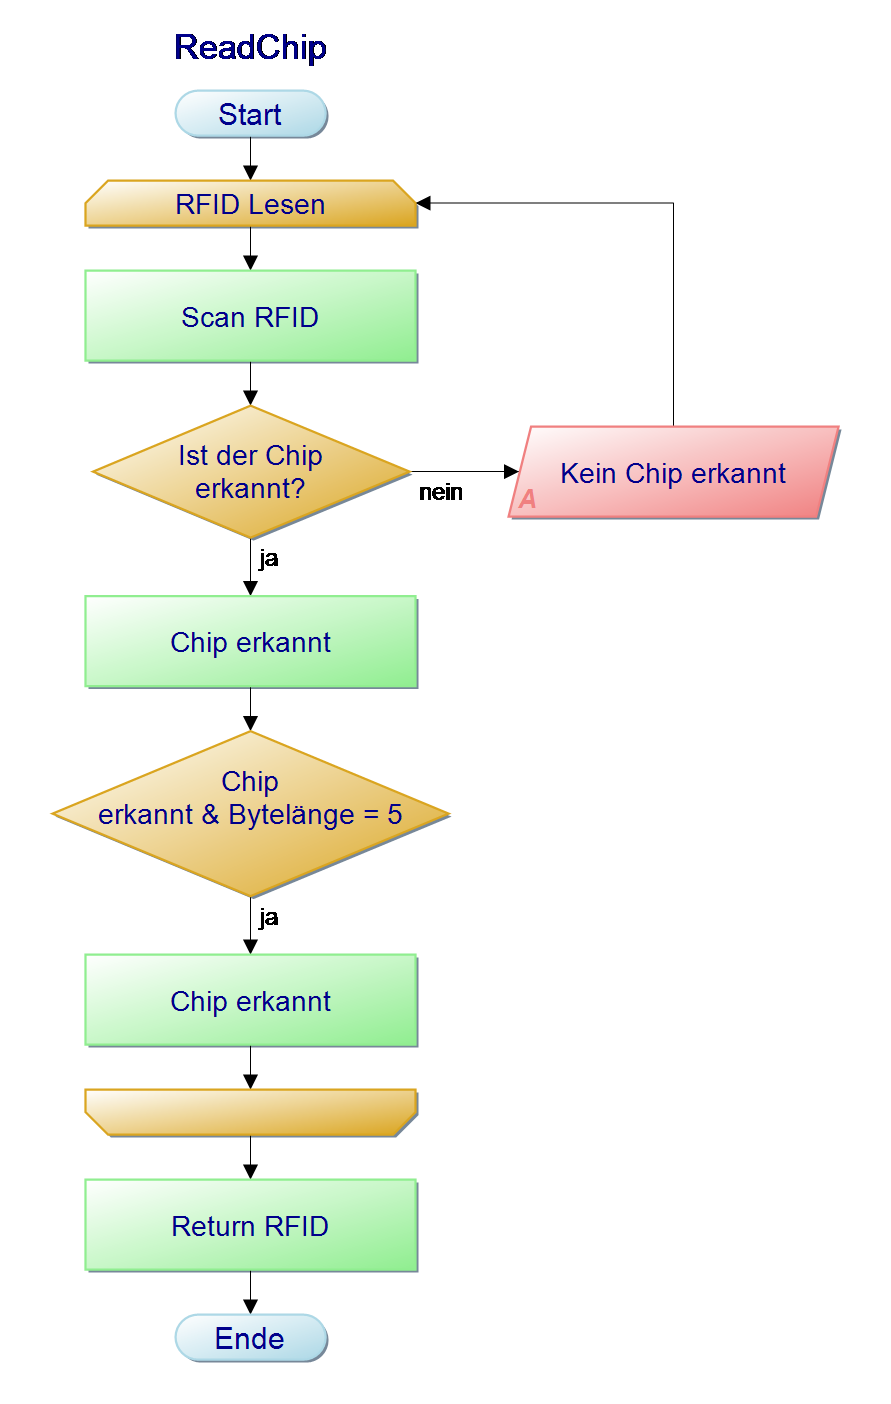 ReadChip
Start
RFID Lesen
Scan RFID
Ist der Chip
erkannt?
nein
A
Kein Chip erkannt
ja
Chip erkannt
Chip
erkannt & Bytelänge = 5
ja
Chip erkannt
Return RFID
Ende